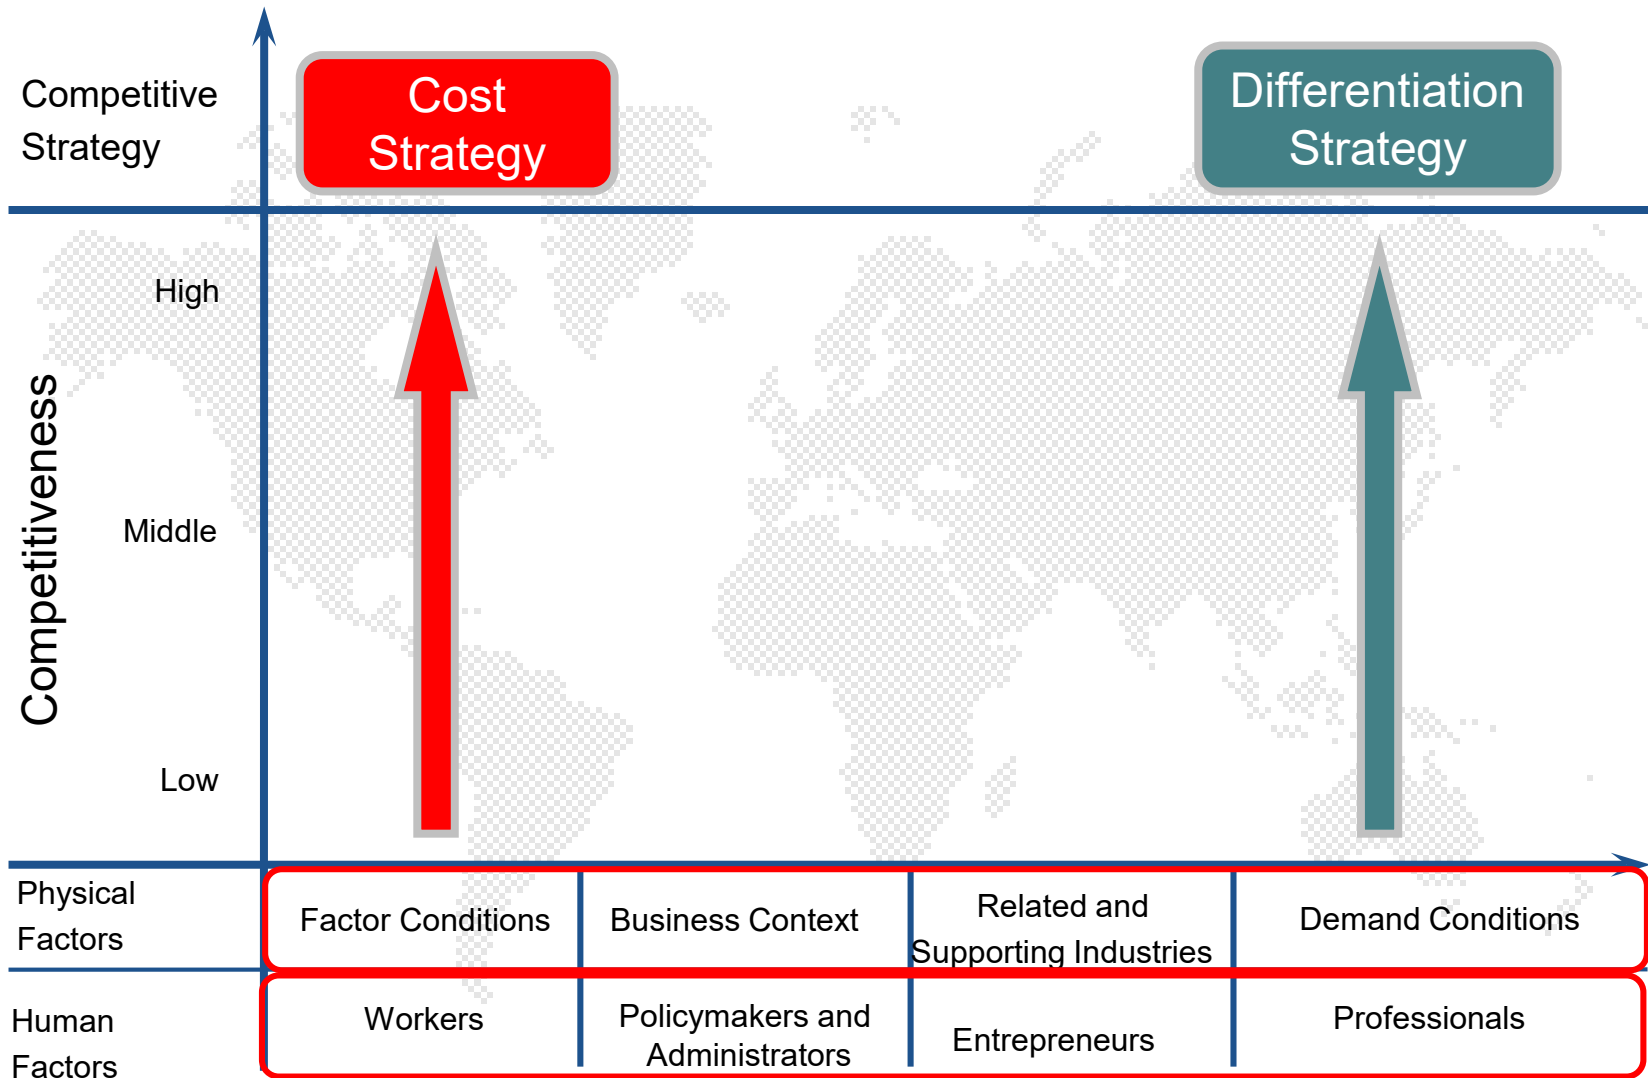 Competitive
Strategy
Cost
Strategy
Differentiation
Strategy
Competitiveness
High
Middle
Low
Physical
Factors
Factor Conditions
Business Context
Related and
Supporting Industries
Demand Conditions
Human
Factors
Workers
Policymakers and
Administrators
Entrepreneurs
Professionals